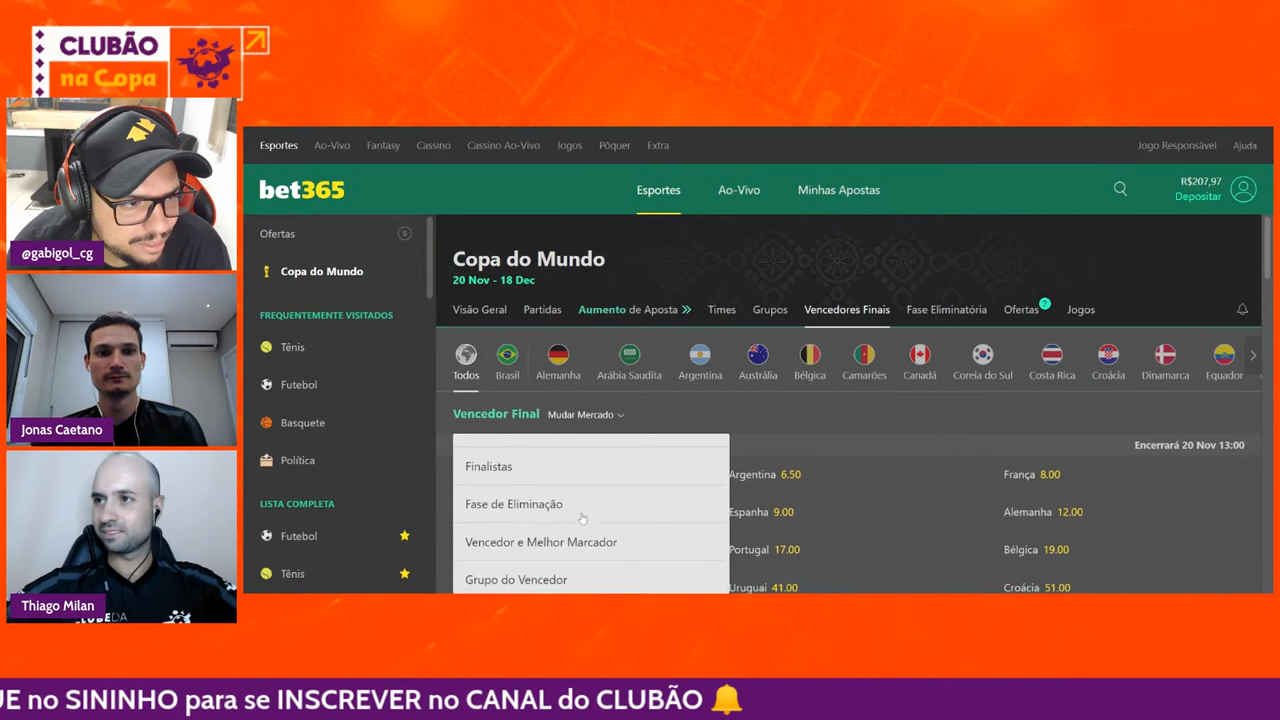 CLUBÃO
na Copa
@gabigol_cg
Jonas Caetano
Thiago Milan
Esportes Ao-Vivo Fantasy Cassino Cassino Ao-Vivo Jogos Pôquer Extra Jogo Responsável Ajuda
bet365 Esportes Ao-Vivo Minhas Apostas R$207,97
Depositar
Ofertas
Copa do Mundo
FREQUENTEMENTE VISITADOS
Tênis
Futebol
Basquete
Política
LISTA COMPLETA
Futebol
Tênis
Copa do Mundo
20 Nov - 18 Dec
Visão Geral Partidas Aumento de Aposta Times Grupos Vencedores Finais Fase Eliminatória Ofertas 7 Jogos
Todos Brasil Alemanha Arábia Saudita Argentina Austrália Bélgica Camarões Canadá Coreia do Sul Costa Rica Croácia Dinamarca Equador
Vencedor Final Mudar Mercado
Encerrará 20 Nov 13:00
Finalistas
Fase de Eliminação
Vencedor e Melhor Marcador
Grupo do Vencedor
Argentina 6.50 França 8.00
Espanha 9.00 Alemanha 12.00
Portugal 17.00 Bélgica 19.00
Uruguai 41.00 Croácia 51.00
UE no SININHO para se INSCREVER no CANAL do CLUBÃO